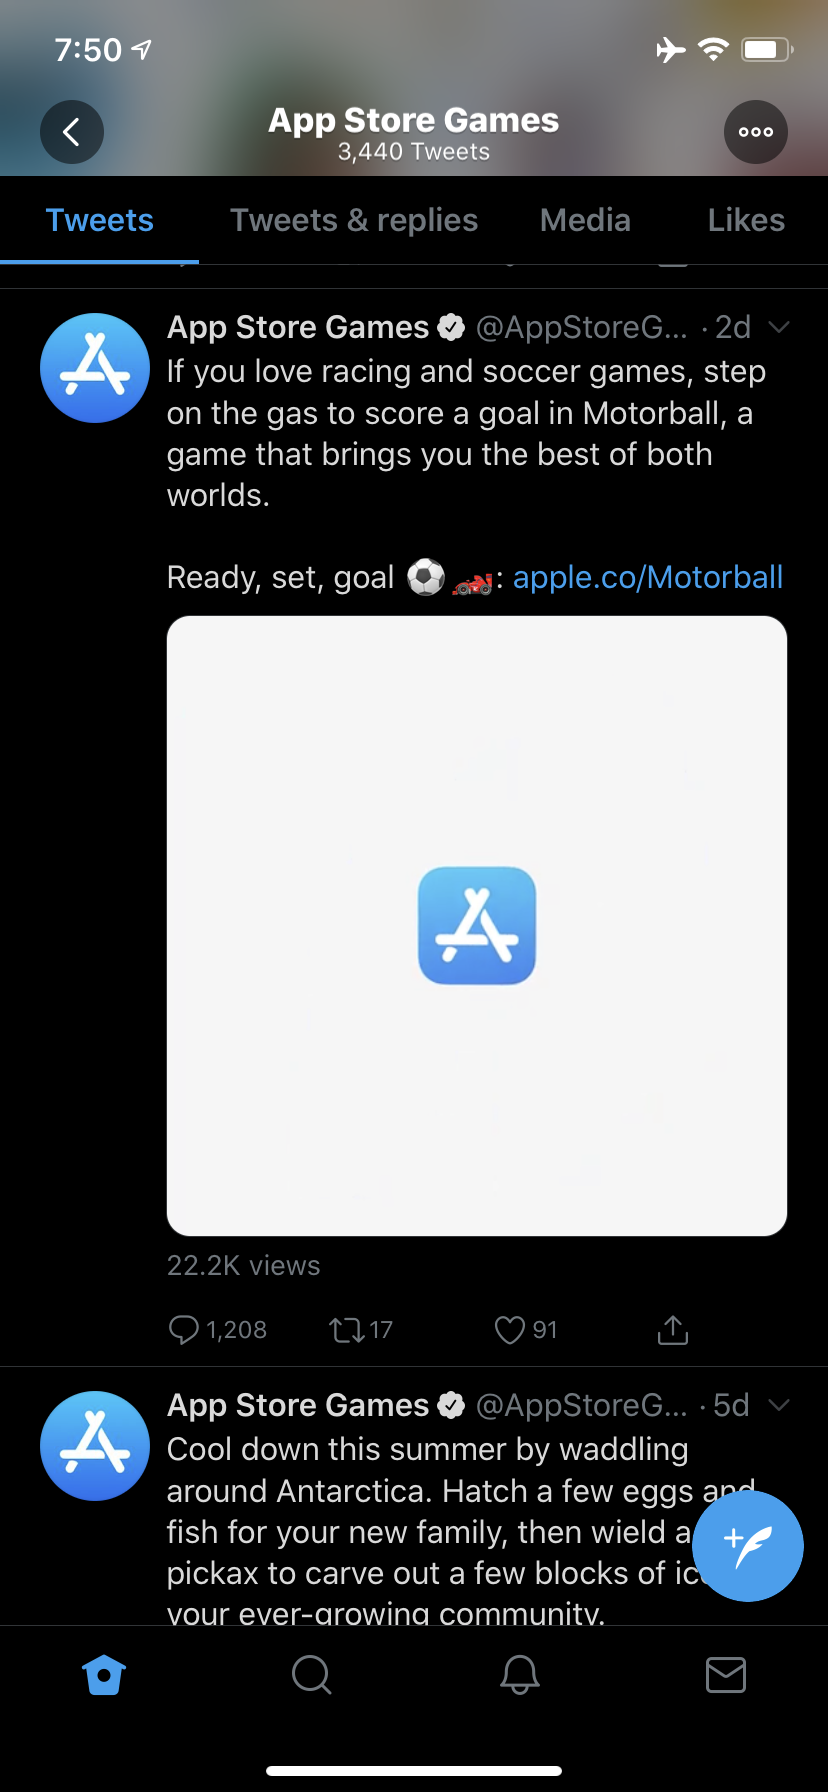 7:50
App Store Games
3,440 Tweets
Tweets
Tweets & replies
Media
Likes
App Store Games @AppStoreG... · 2d
If you love racing and soccer games, step
on the gas to score a goal in Motorball, a
game that brings you the best of both
worlds.
Ready, set, goal ⚽🏎: apple.co/Motorball
22.2K views
1,208
17
91
App Store Games @AppStoreG... · 5d
Cool down this summer by waddling
around Antarctica. Hatch a few eggs and
fish for your new family, then wield a
pickax to carve out a few blocks of
your ever-growing community.